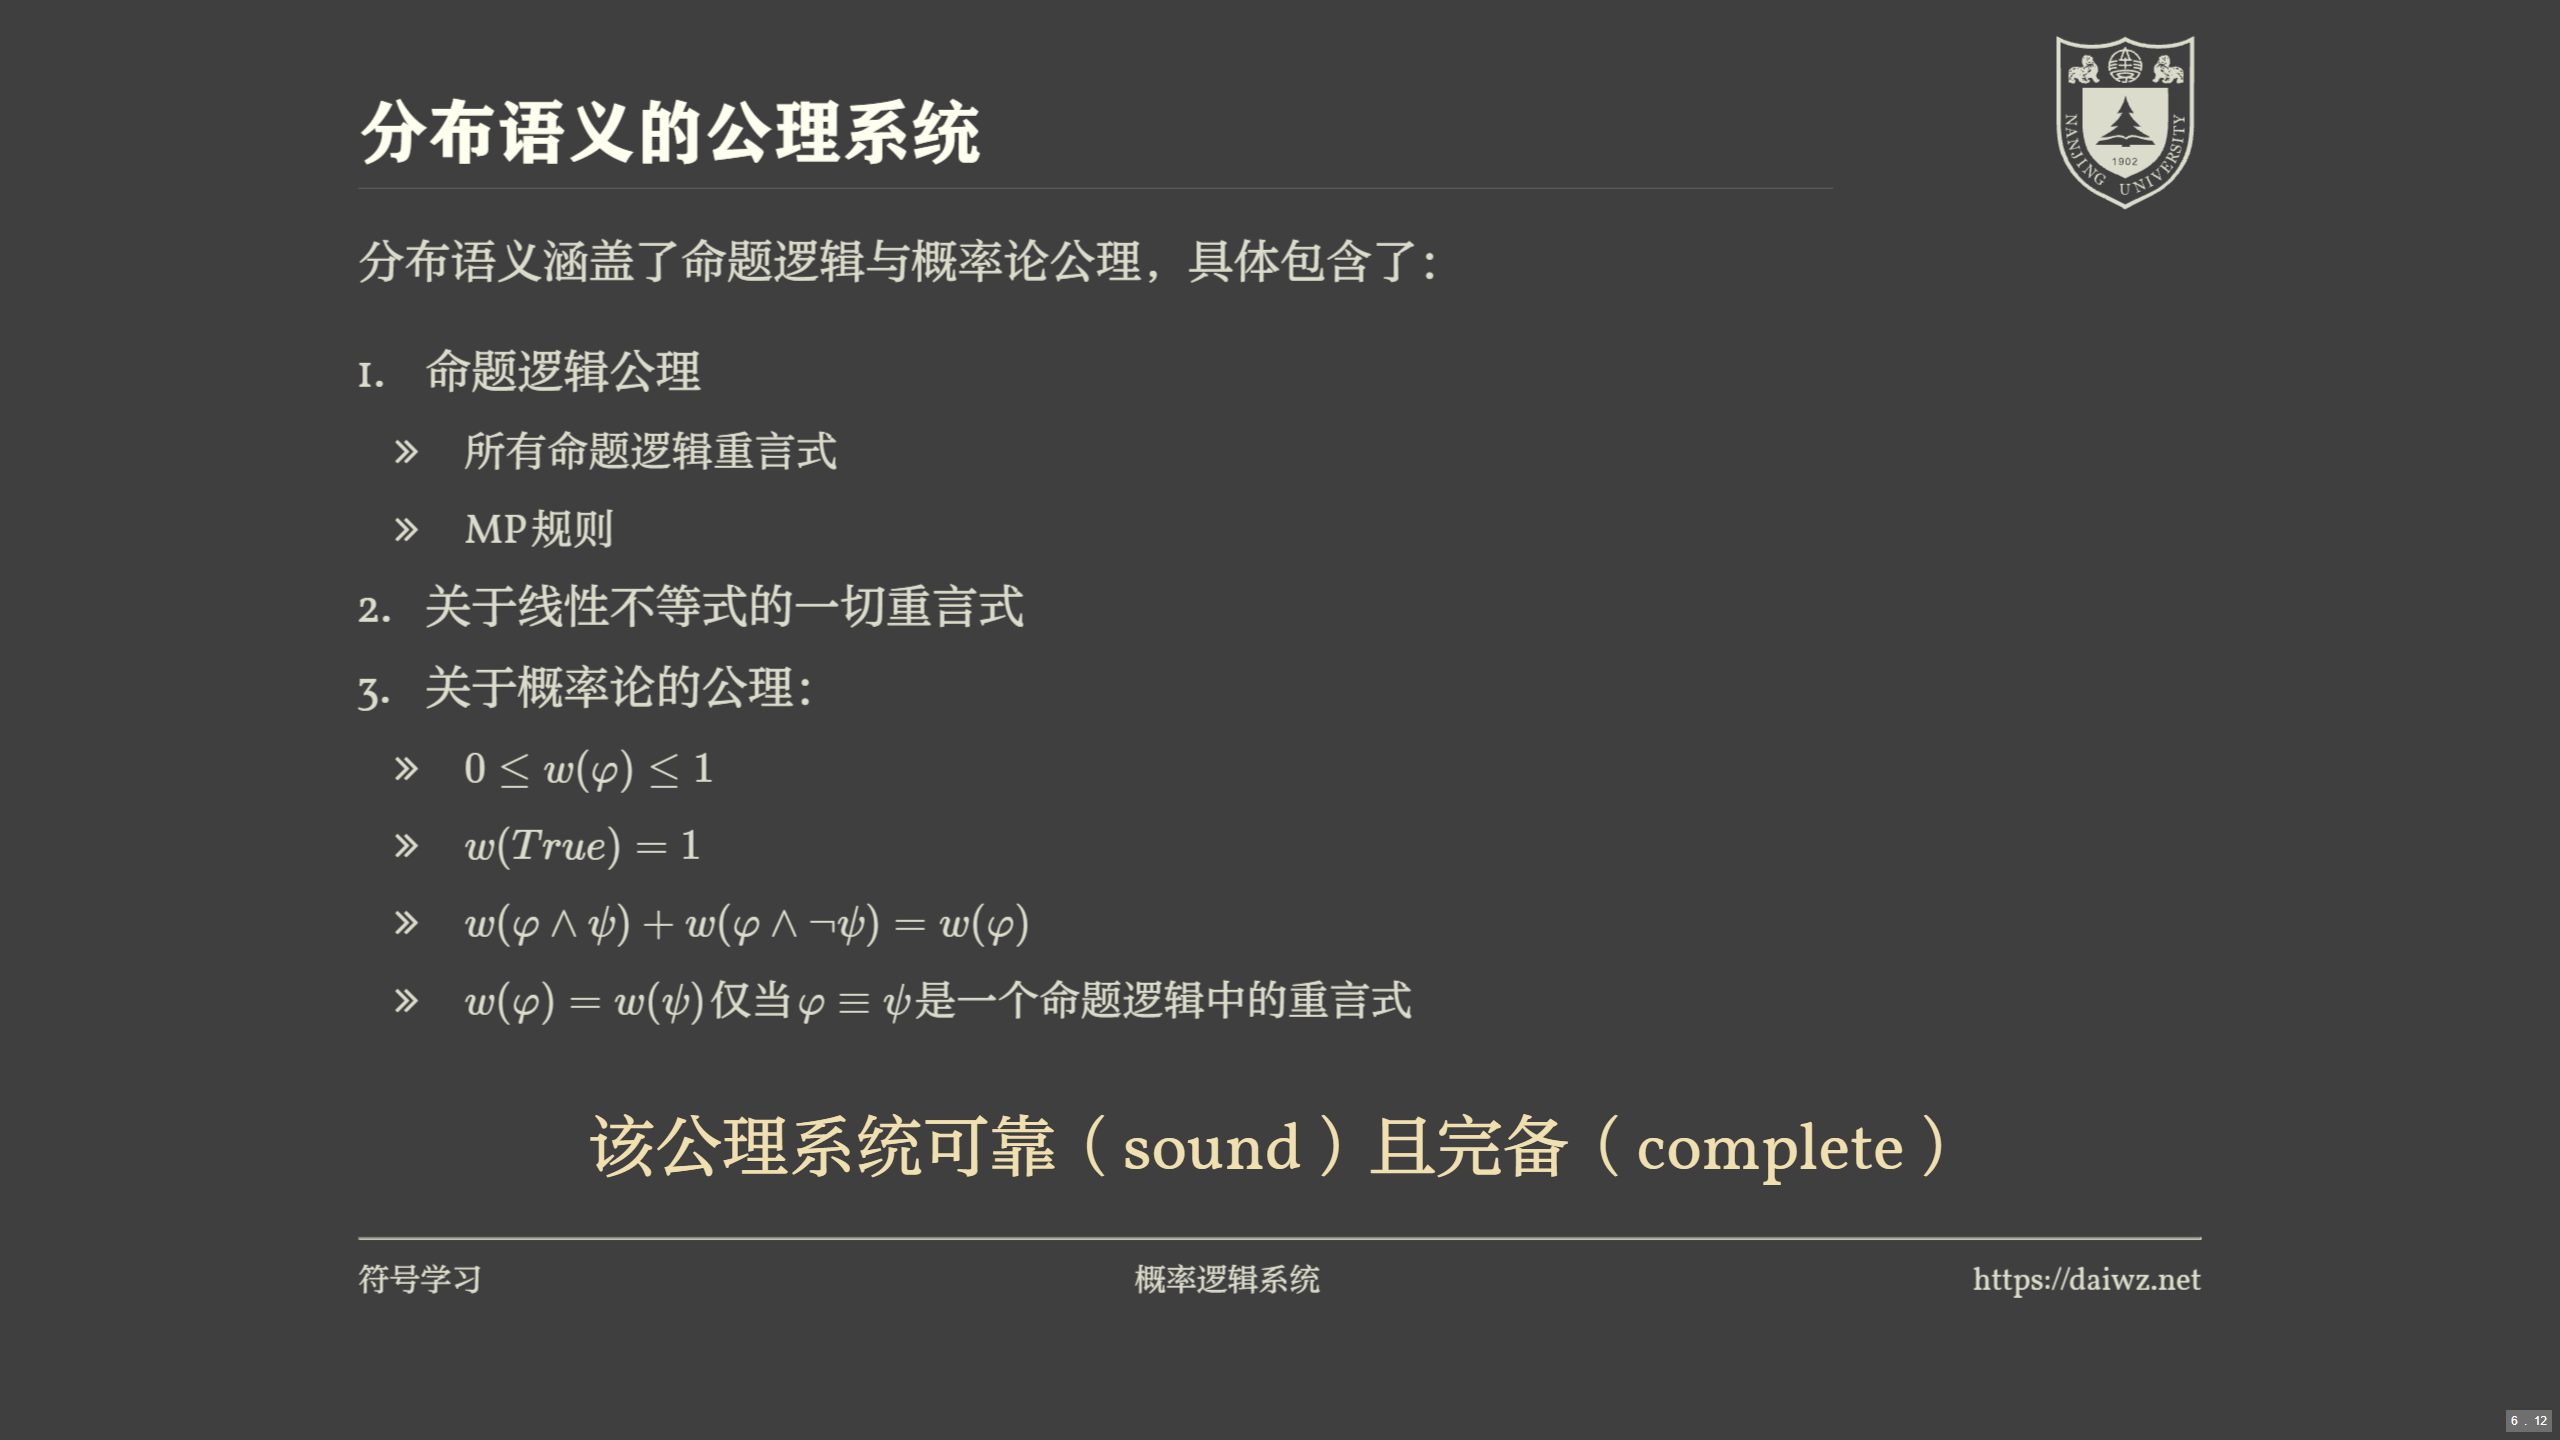 分布语义的公理系统
NANJING UNIVERSITY
1902
分布语义涵盖了命题逻辑与概率论公理，具体包含了：
1. 命题逻辑公理
» 所有命题逻辑重言式
» MP规则
2. 关于线性不等式的一切重言式
3. 关于概率论的公理：
» 0 ≤ w(φ) ≤ 1
» w(True) = 1
» w(φ ∧ ψ) + w(φ ∧ ¬ψ) = w(φ)
» w(φ) = w(ψ)仅当φ ≡ ψ是一个命题逻辑中的重言式
该公理系统可靠（sound）且完备（complete）
符号学习 概率逻辑系统 https://daiwz.net
6 . 12